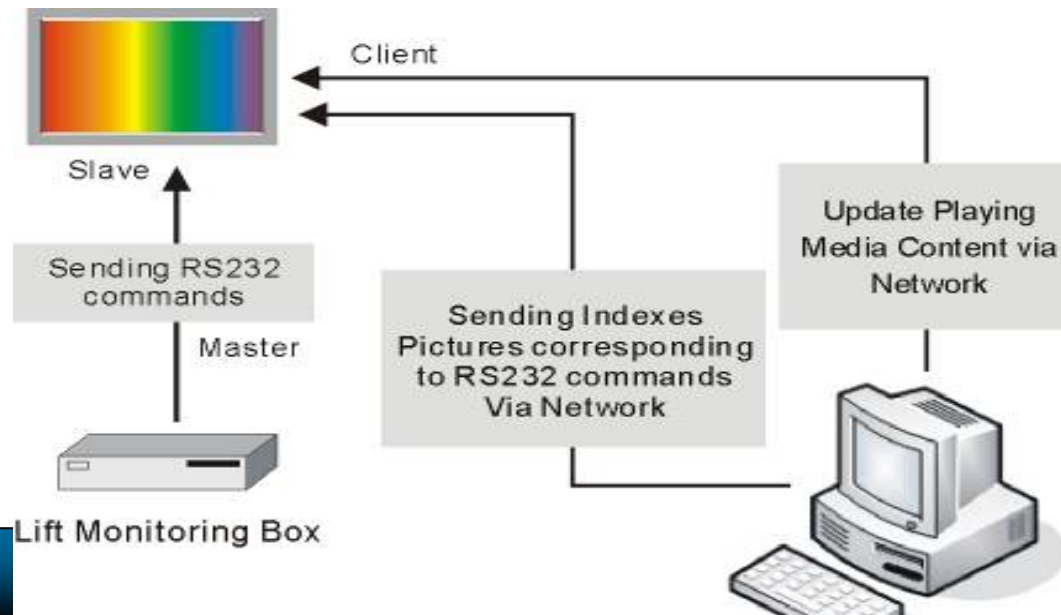 Client
Slave
Sending RS232
commands
Master
Lift Monitoring Box
Sending Indexes
Pictures corresponding
to RS232 commands
Via Network
Update Playing
Media Content via
Network